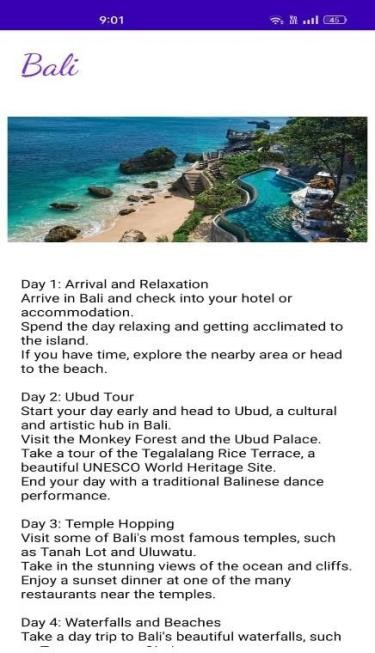 9:01
45
Bali
Day 1: Arrival and Relaxation
Arrive in Bali and check into your hotel or
accommodation.
Spend the day relaxing and getting acclimated to
the island.
If you have time, explore the nearby area or head
to the beach.
Day 2: Ubud Tour
Start your day early and head to Ubud, a cultural
and artistic hub in Bali.
Visit the Monkey Forest and the Ubud Palace.
Take a tour of the Tegalalang Rice Terrace, a
beautiful UNESCO World Heritage Site.
End your day with a traditional Balinese dance
performance.
Day 3: Temple Hopping
Visit some of Bali's most famous temples, such
as Tanah Lot and Uluwatu.
Take in the stunning views of the ocean and cliffs.
Enjoy a sunset dinner at one of the many
restaurants near the temples.
Day 4: Waterfalls and Beaches
Take a day trip to Bali's beautiful waterfalls, such